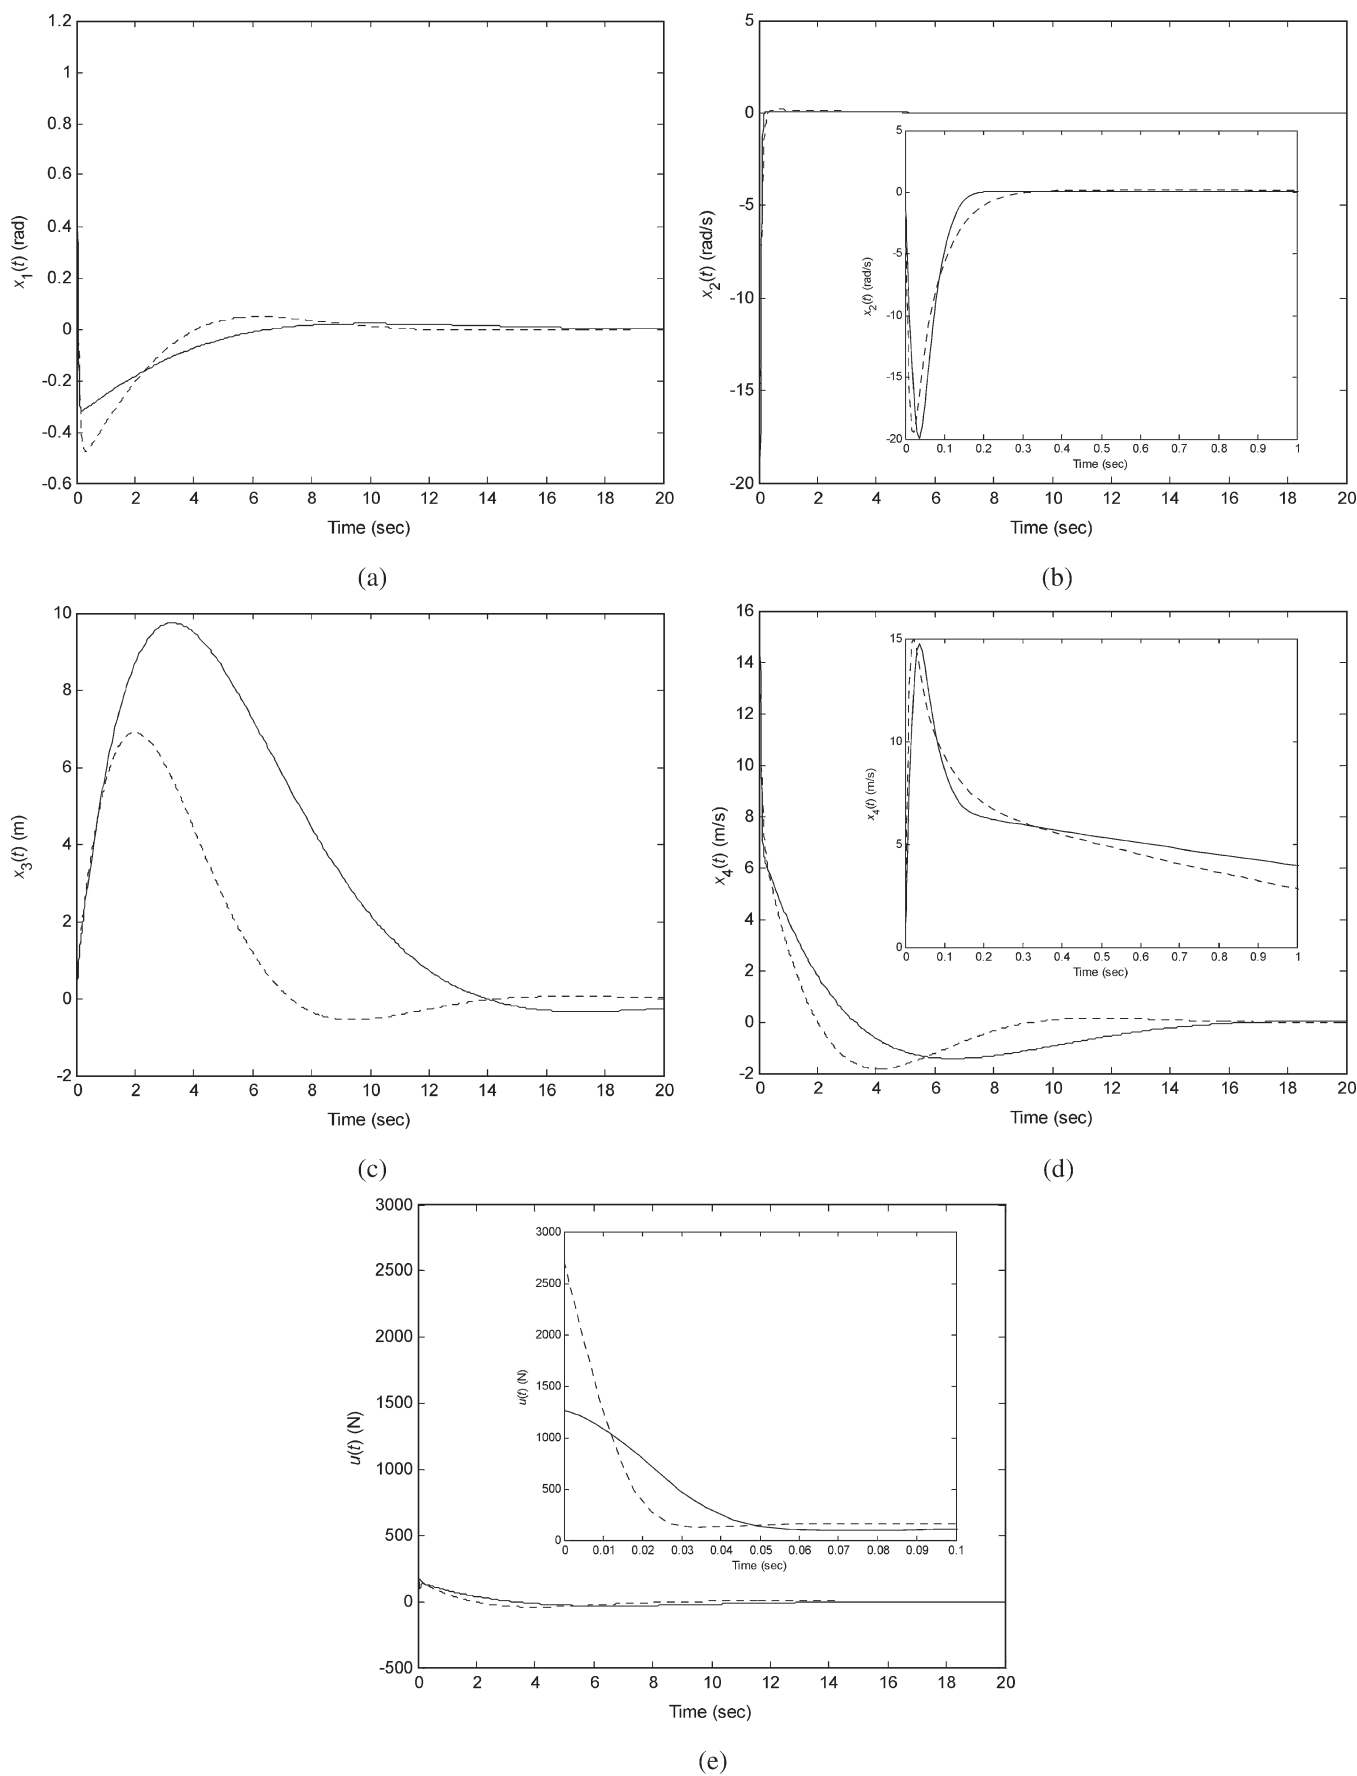 1.2
1
0.8
0.6
0.4
0.2
0
-0.2
-0.4
-0.6
x1(t) (rad)
0 2 4 6 8 10 12 14 16 18 20
Time (sec)
(a)
5
0
-5
-10
-15
-20
x2(t) (rad/s)
0 2 4 6 8 10 12 14 16 18 20
Time (sec)
5
0
-5
-10
-15
-20
x2(t) (rad/s)
0 0.1 0.2 0.3 0.4 0.5 0.6 0.7 0.8 0.9 1
Time (sec)
(b)
10
8
6
4
2
0
-2
x3(t) (m)
0 2 4 6 8 10 12 14 16 18 20
Time (sec)
(c)
16
14
12
10
8
6
4
2
0
-2
x4(t) (m/s)
0 2 4 6 8 10 12 14 16 18 20
Time (sec)
15
10
5
0
x4(t) (m/s)
0 0.1 0.2 0.3 0.4 0.5 0.6 0.7 0.8 0.9 1
Time (sec)
(d)
3000
2500
2000
1500
1000
500
0
-500
u(t) (N)
0 2 4 6 8 10 12 14 16 18 20
Time (sec)
3000
2500
2000
1500
1000
500
0
u(t) (N)
0 0.01 0.02 0.03 0.04 0.05 0.06 0.07 0.08 0.09 0.1
Time (sec)
(e)